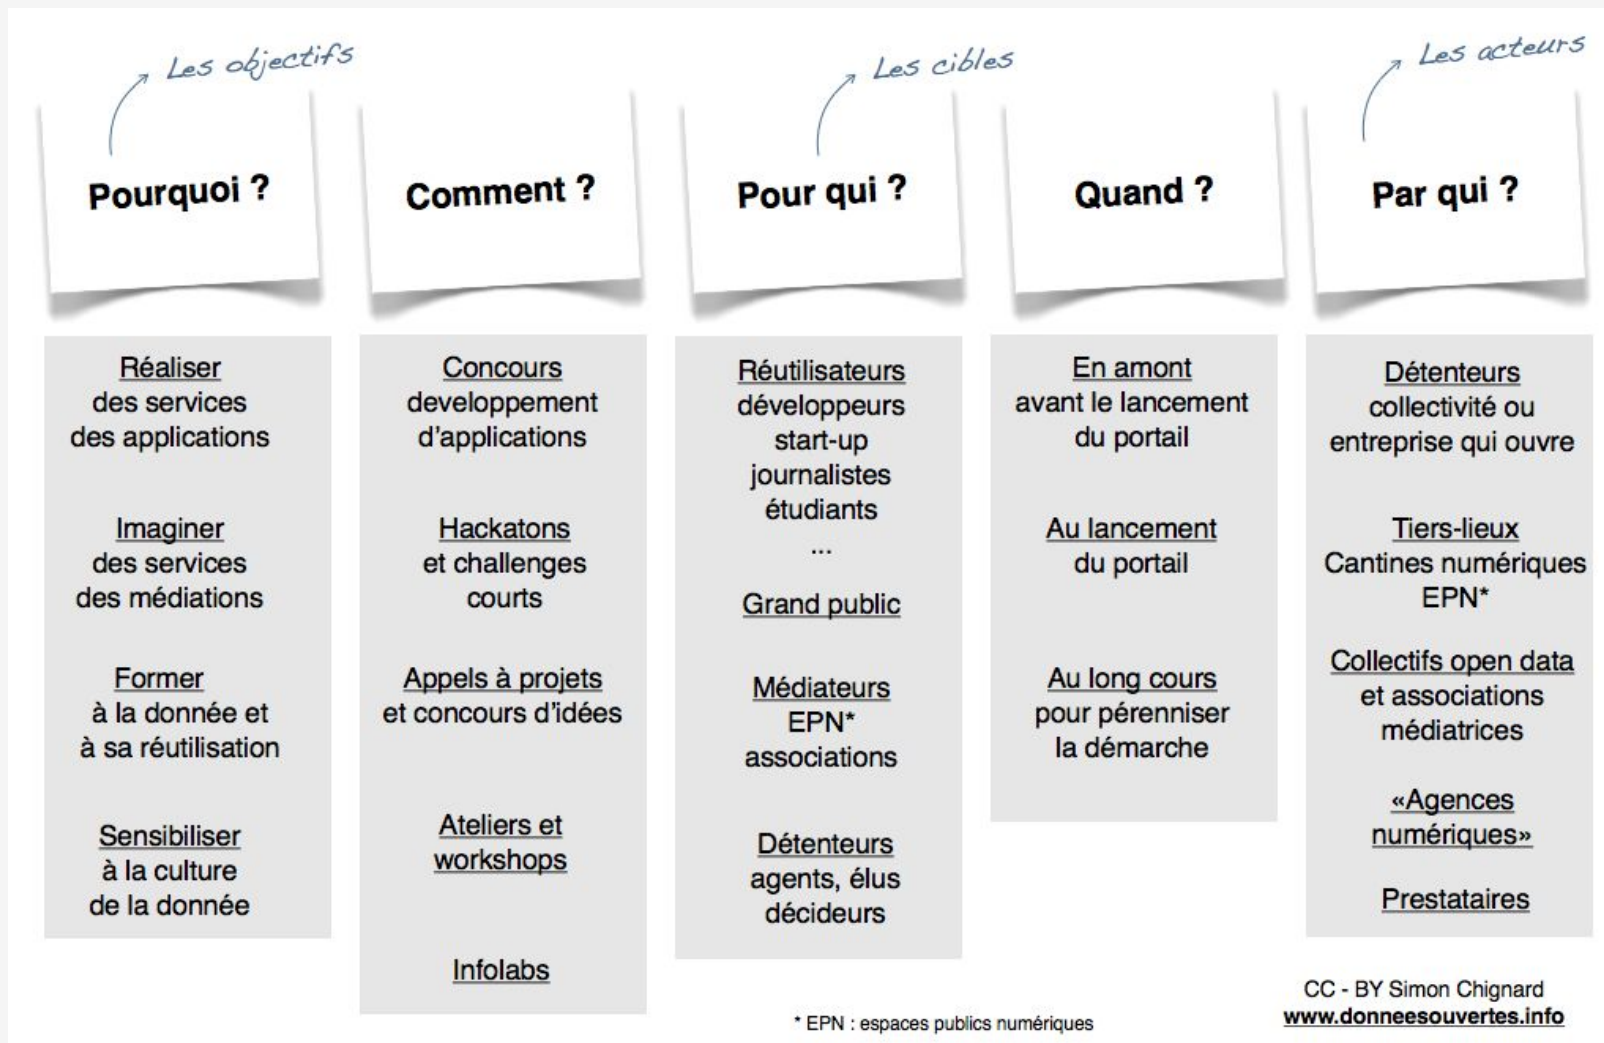 Les objectifs
Les cibles
Les acteurs
Pourquoi ?
Comment ?
Pour qui ?
Quand ?
Par qui ?
Réaliser
des services
des applications
Imaginer
des services
des médiations
Former
à la donnée et
à sa réutilisation
Sensibiliser
à la culture
de la donnée
Concours
developpement
d'applications
Hackatons
et challenges
courts
Appels à projets
et concours d'idées
Ateliers et
workshops
Infolabs
Réutilisateurs
développeurs
start-up
journalistes
étudiants
...
Grand public
Médiateurs
EPN*
associations
Détenteurs
agents, élus
décideurs
En amont
avant le lancement
du portail
Au lancement
du portail
Au long cours
pour pérenniser
la démarche
Détenteurs
collectivité ou
entreprise qui ouvre
Tiers-lieux
Cantines numériques
EPN*
Collectifs open data
et associations
médiatrices
«Agences
numériques»
Prestataires
* EPN : espaces publics numériques
CC - BY Simon Chignard
www.donneesouvertes.info